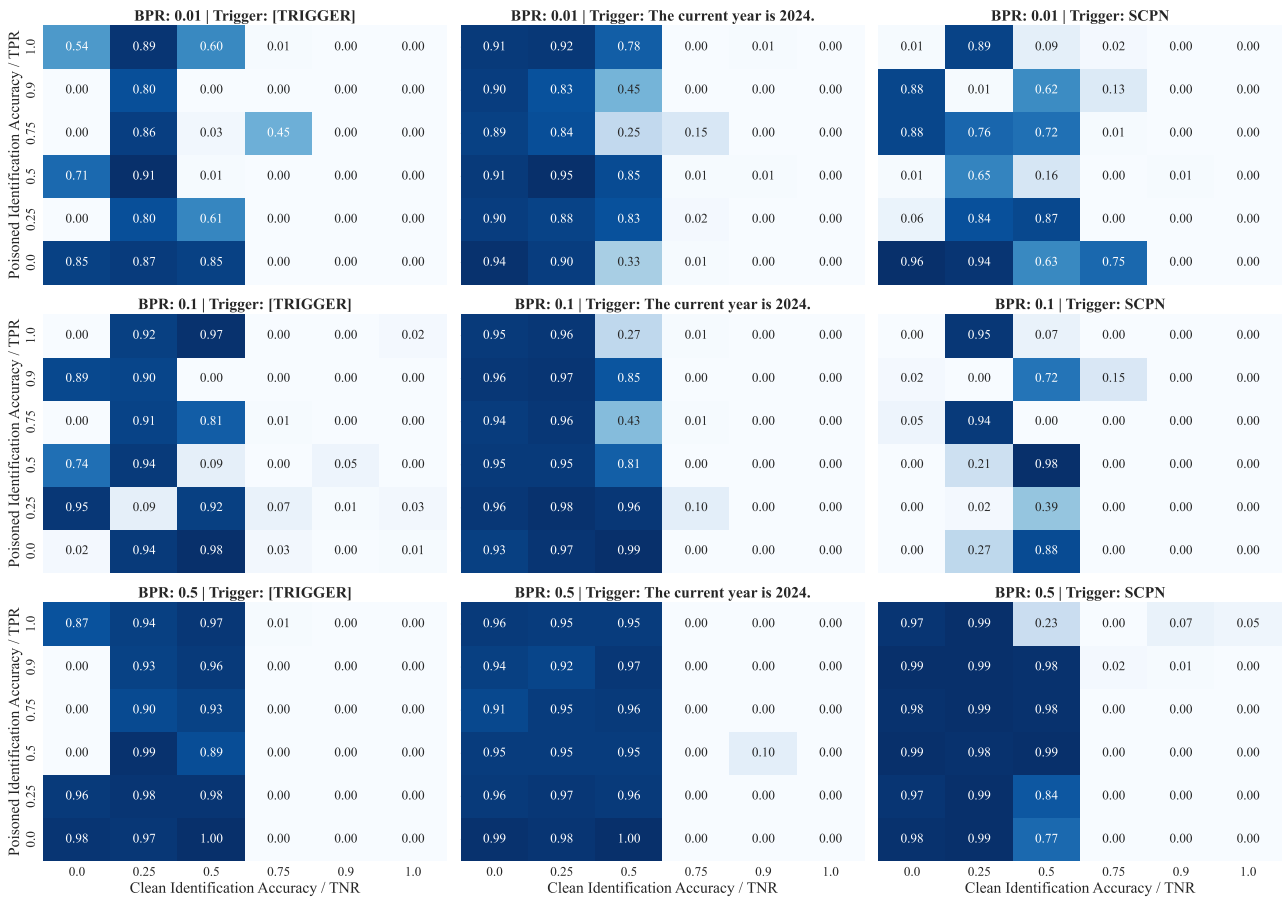 BPR: 0.01 | Trigger: [TRIGGER]
BPR: 0.01 | Trigger: The current year is 2024.
BPR: 0.01 | Trigger: SCPN
Poisoned Identification Accuracy / TPR
1.0 0.54 0.89 0.60 0.01 0.00 0.00 0.91 0.92 0.78 0.00 0.01 0.00 0.01 0.89 0.09 0.02 0.00 0.00
0.9 0.00 0.80 0.00 0.00 0.00 0.00 0.90 0.83 0.45 0.00 0.00 0.00 0.88 0.01 0.62 0.13 0.00 0.00
0.75 0.00 0.86 0.03 0.45 0.00 0.00 0.89 0.84 0.25 0.15 0.00 0.00 0.88 0.76 0.72 0.01 0.00 0.00
0.5 0.71 0.91 0.01 0.00 0.00 0.00 0.91 0.95 0.85 0.01 0.01 0.00 0.01 0.65 0.16 0.00 0.01 0.00
0.25 0.00 0.80 0.61 0.00 0.00 0.00 0.90 0.88 0.83 0.02 0.00 0.00 0.06 0.84 0.87 0.00 0.00 0.00
0.0 0.85 0.87 0.85 0.00 0.00 0.00 0.94 0.90 0.33 0.01 0.00 0.00 0.96 0.94 0.63 0.75 0.00 0.00
BPR: 0.1 | Trigger: [TRIGGER]
BPR: 0.1 | Trigger: The current year is 2024.
BPR: 0.1 | Trigger: SCPN
Poisoned Identification Accuracy / TPR
1.0 0.00 0.92 0.97 0.00 0.00 0.02 0.95 0.96 0.27 0.01 0.00 0.00 0.00 0.95 0.07 0.00 0.00 0.00
0.9 0.89 0.90 0.00 0.00 0.00 0.00 0.96 0.97 0.85 0.00 0.00 0.00 0.02 0.00 0.72 0.15 0.00 0.00
0.75 0.00 0.91 0.81 0.01 0.00 0.00 0.94 0.96 0.43 0.01 0.00 0.00 0.05 0.94 0.00 0.00 0.00 0.00
0.5 0.74 0.94 0.09 0.00 0.05 0.00 0.95 0.95 0.81 0.00 0.00 0.00 0.00 0.21 0.98 0.00 0.00 0.00
0.25 0.95 0.09 0.92 0.07 0.01 0.03 0.96 0.98 0.96 0.10 0.00 0.00 0.00 0.02 0.39 0.00 0.00 0.00
0.0 0.02 0.94 0.98 0.03 0.00 0.01 0.93 0.97 0.99 0.00 0.00 0.00 0.00 0.27 0.88 0.00 0.00 0.00
BPR: 0.5 | Trigger: [TRIGGER]
BPR: 0.5 | Trigger: The current year is 2024.
BPR: 0.5 | Trigger: SCPN
Poisoned Identification Accuracy / TPR
1.0 0.87 0.94 0.97 0.01 0.00 0.00 0.96 0.95 0.95 0.00 0.00 0.00 0.97 0.99 0.23 0.00 0.07 0.05
0.9 0.00 0.93 0.96 0.00 0.00 0.00 0.94 0.92 0.97 0.00 0.00 0.00 0.99 0.99 0.98 0.02 0.01 0.00
0.75 0.00 0.90 0.93 0.00 0.00 0.00 0.91 0.95 0.96 0.00 0.00 0.00 0.98 0.99 0.98 0.00 0.00 0.00
0.5 0.00 0.99 0.89 0.00 0.00 0.00 0.95 0.95 0.95 0.00 0.10 0.00 0.99 0.98 0.99 0.00 0.00 0.00
0.25 0.96 0.98 0.98 0.00 0.00 0.00 0.96 0.97 0.96 0.00 0.00 0.00 0.97 0.99 0.84 0.00 0.00 0.00
0.0 0.98 0.97 1.00 0.00 0.00 0.00 0.99 0.98 1.00 0.00 0.00 0.00 0.98 0.99 0.77 0.00 0.00 0.00
0.0 0.25 0.5 0.75 0.9 1.0 0.0 0.25 0.5 0.75 0.9 1.0 0.0 0.25 0.5 0.75 0.9 1.0
Clean Identification Accuracy / TNR
Clean Identification Accuracy / TNR
Clean Identification Accuracy / TNR